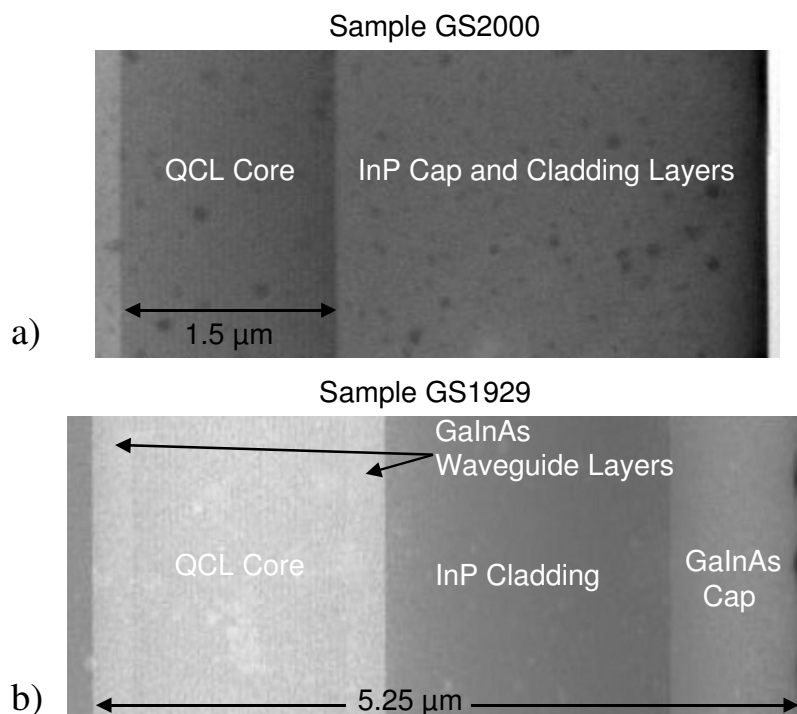 Sample GS2000
QCL Core
InP Cap and Cladding Layers
1.5 µm
a)
Sample GS1929
GaInAs
Waveguide Layers
QCL Core
InP Cladding
GaInAs
Cap
5.25 µm
b)